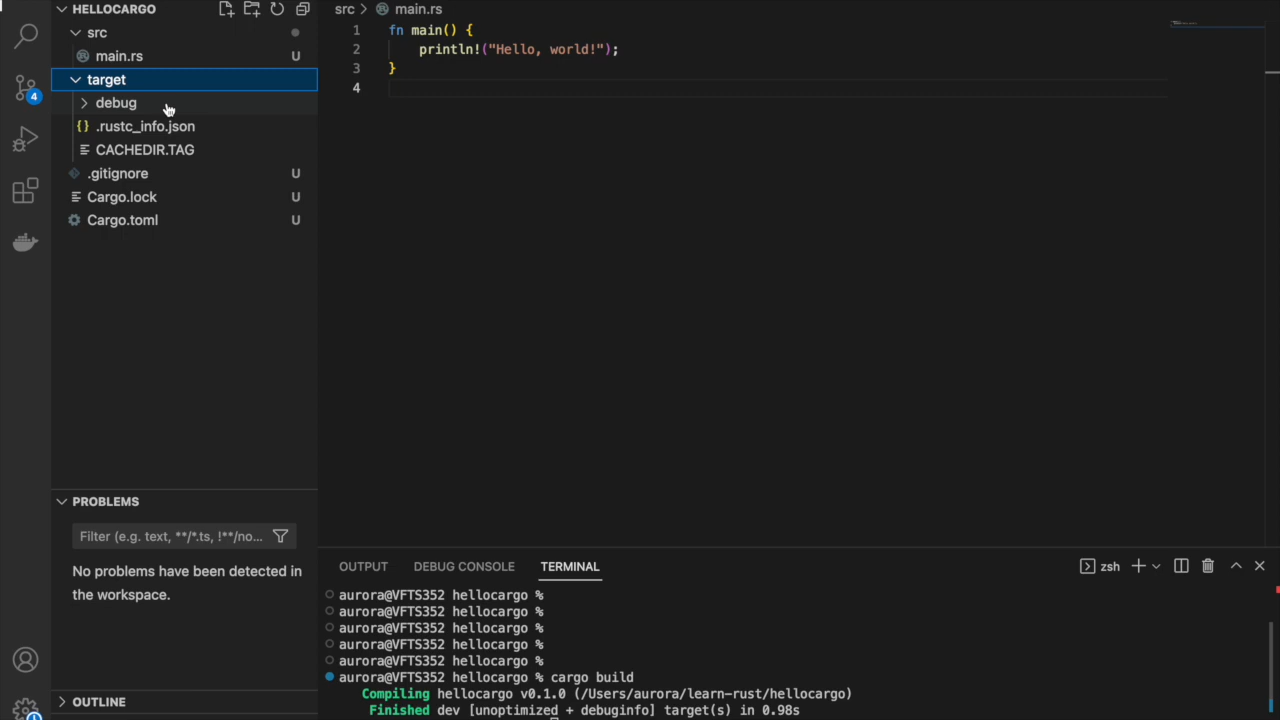 HELLOCARGO
src
main.rs U
target
debug
{} .rustc_info.json
CACHEDIR.TAG
.gitignore U
Cargo.lock U
Cargo.toml U
4
PROBLEMS
Filter (e.g. text, **/*.ts, !**/no...
No problems have been detected in
the workspace.
OUTLINE
src > main.rs
1 fn main() {
2 println!("Hello, world!");
3 }
4
OUTPUT DEBUG CONSOLE TERMINAL
zsh
aurora@VFTS352 hellocargo %
aurora@VFTS352 hellocargo %
aurora@VFTS352 hellocargo %
aurora@VFTS352 hellocargo %
aurora@VFTS352 hellocargo %
aurora@VFTS352 hellocargo % cargo build
Compiling hellocargo v0.1.0 (/Users/aurora/learn-rust/hellocargo)
Finished dev [unoptimized + debuginfo] target(s) in 0.98s